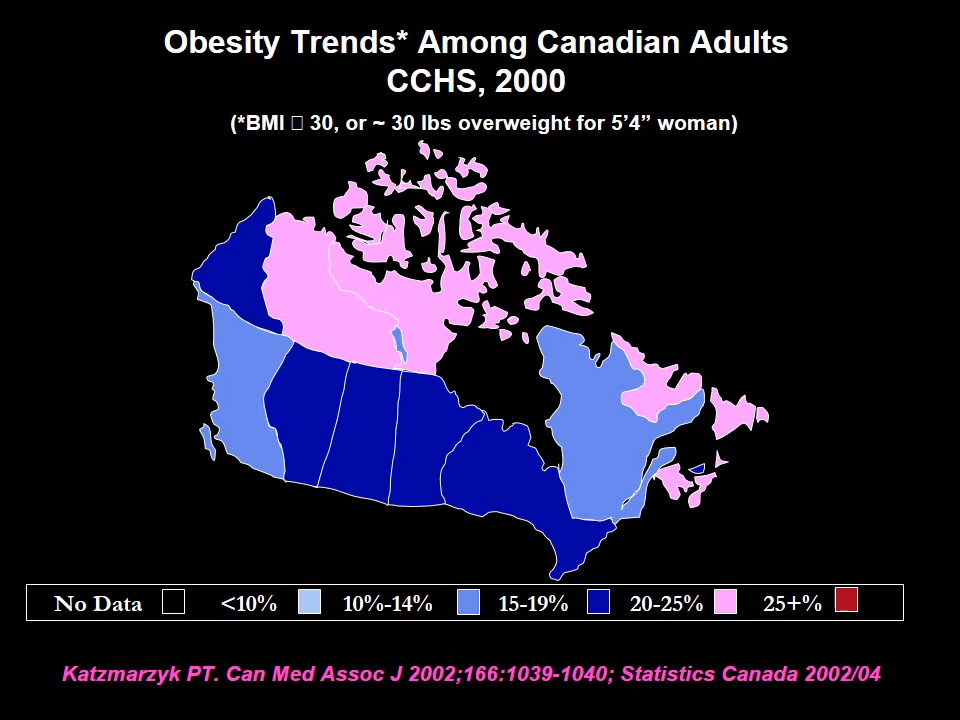 Obesity Trends* Among Canadian Adults
CCHS, 2000
(*BMI □ 30, or ~ 30 lbs overweight for 5’4” woman)
No Data <10% 10%-14% 15-19% 20-25% 25+%
Katzmarzyk PT. Can Med Assoc J 2002;166:1039-1040; Statistics Canada 2002/04